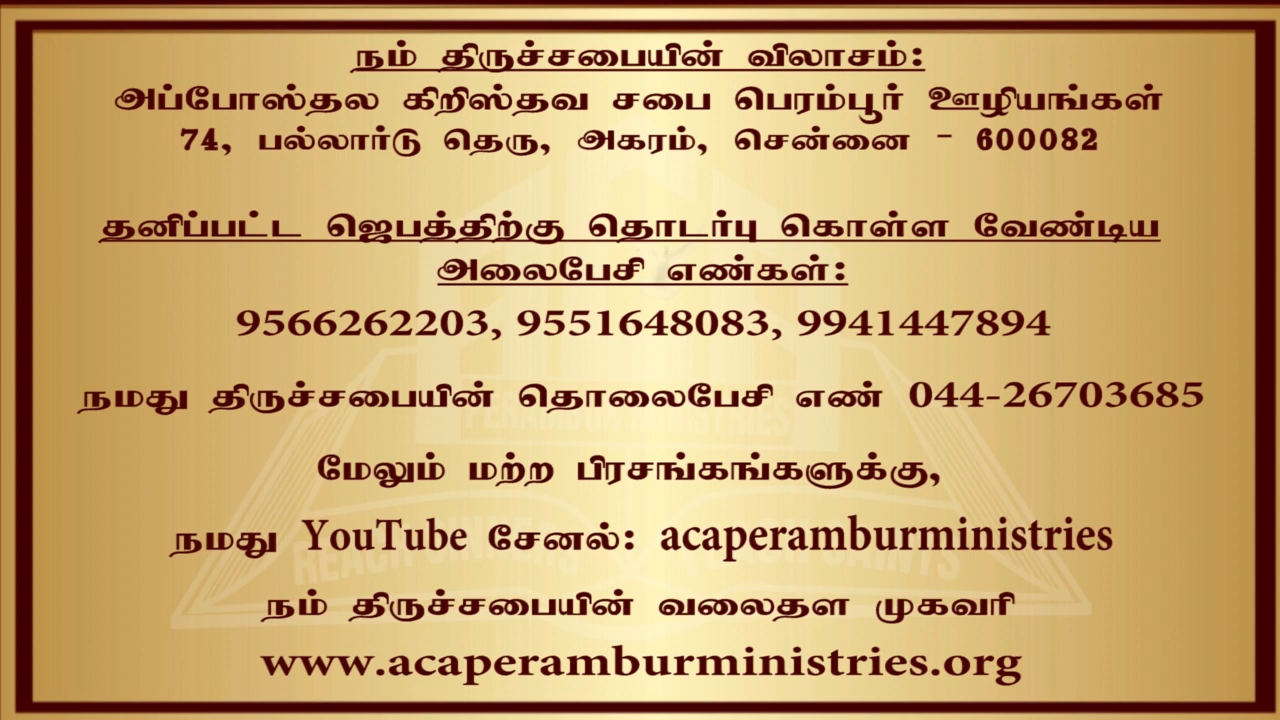 நம் திருச்சபையின் விலாசம்:
அப்போஸ்தல கிறிஸ்தவ சபை பெரம்பூர் ஊழியங்கள்
74, பல்லார்டு தெரு, அகரம், சென்னை - 600082
தனிப்பட்ட ஜெபத்திற்கு தொடர்பு கொள்ள வேண்டிய
அலைபேசி எண்கள்:
9566262203, 9551648083, 9941447894
நமது திருச்சபையின் தொலைபேசி எண் 044-26703685
PERAMBUR MINISTRIES
மேலும் மற்ற பிரசங்கங்களுக்கு,
நமது YouTube சேனல்: acaperamburministries
நம் திருச்சபையின் வலைதள முகவரி
www.acaperamburministries.org